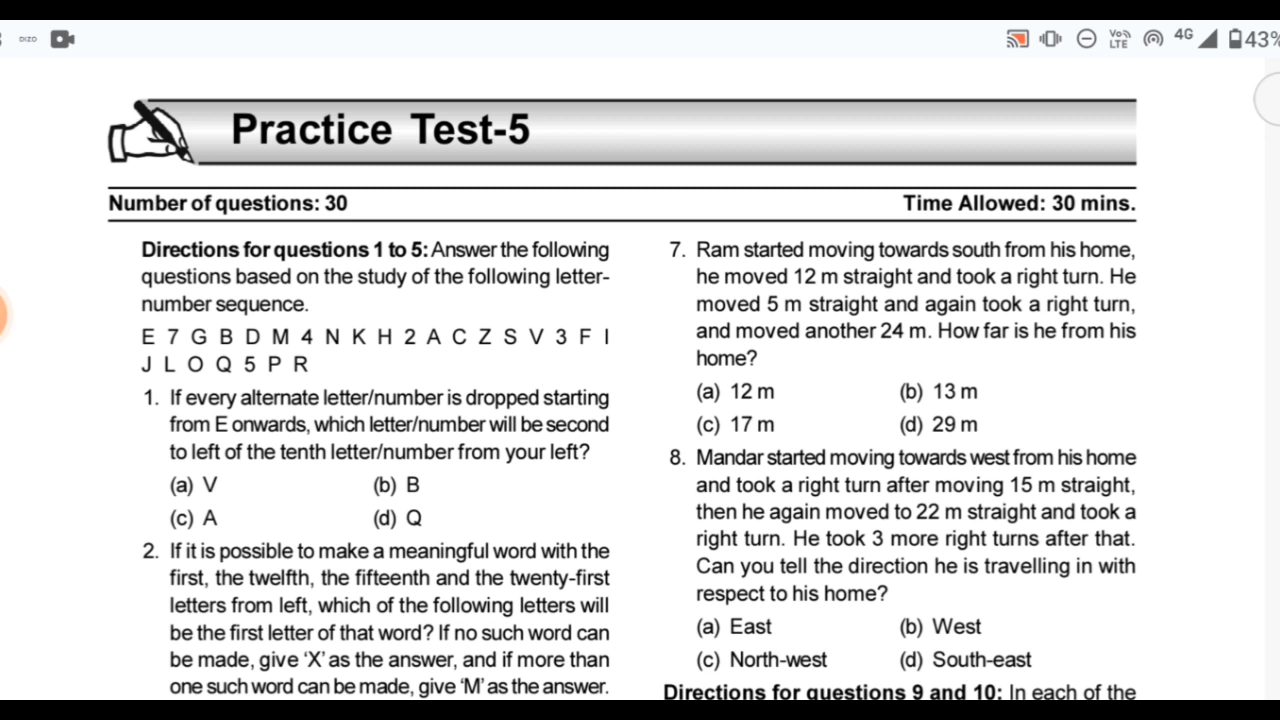 DIZO
Vo
LTE
4G
43%
Practice Test-5
Number of questions: 30
Time Allowed: 30 mins.
Directions for questions 1 to 5: Answer the following
questions based on the study of the following letter-
number sequence.
E 7 G B D M 4 N K H 2 A C Z S V 3 F I
J L O Q 5 P R
1. If every alternate letter/number is dropped starting
from E onwards, which letter/number will be second
to left of the tenth letter/number from your left?
(a) V (b) B
(c) A (d) Q
2. If it is possible to make a meaningful word with the
first, the twelfth, the fifteenth and the twenty-first
letters from left, which of the following letters will
be the first letter of that word? If no such word can
be made, give ‘X’ as the answer, and if more than
one such word can be made, give ‘M’ as the answer.
7. Ram started moving towards south from his home,
he moved 12 m straight and took a right turn. He
moved 5 m straight and again took a right turn,
and moved another 24 m. How far is he from his
home?
(a) 12 m (b) 13 m
(c) 17 m (d) 29 m
8. Mandar started moving towards west from his home
and took a right turn after moving 15 m straight,
then he again moved to 22 m straight and took a
right turn. He took 3 more right turns after that.
Can you tell the direction he is travelling in with
respect to his home?
(a) East (b) West
(c) North-west (d) South-east
Directions for questions 9 and 10: In each of the